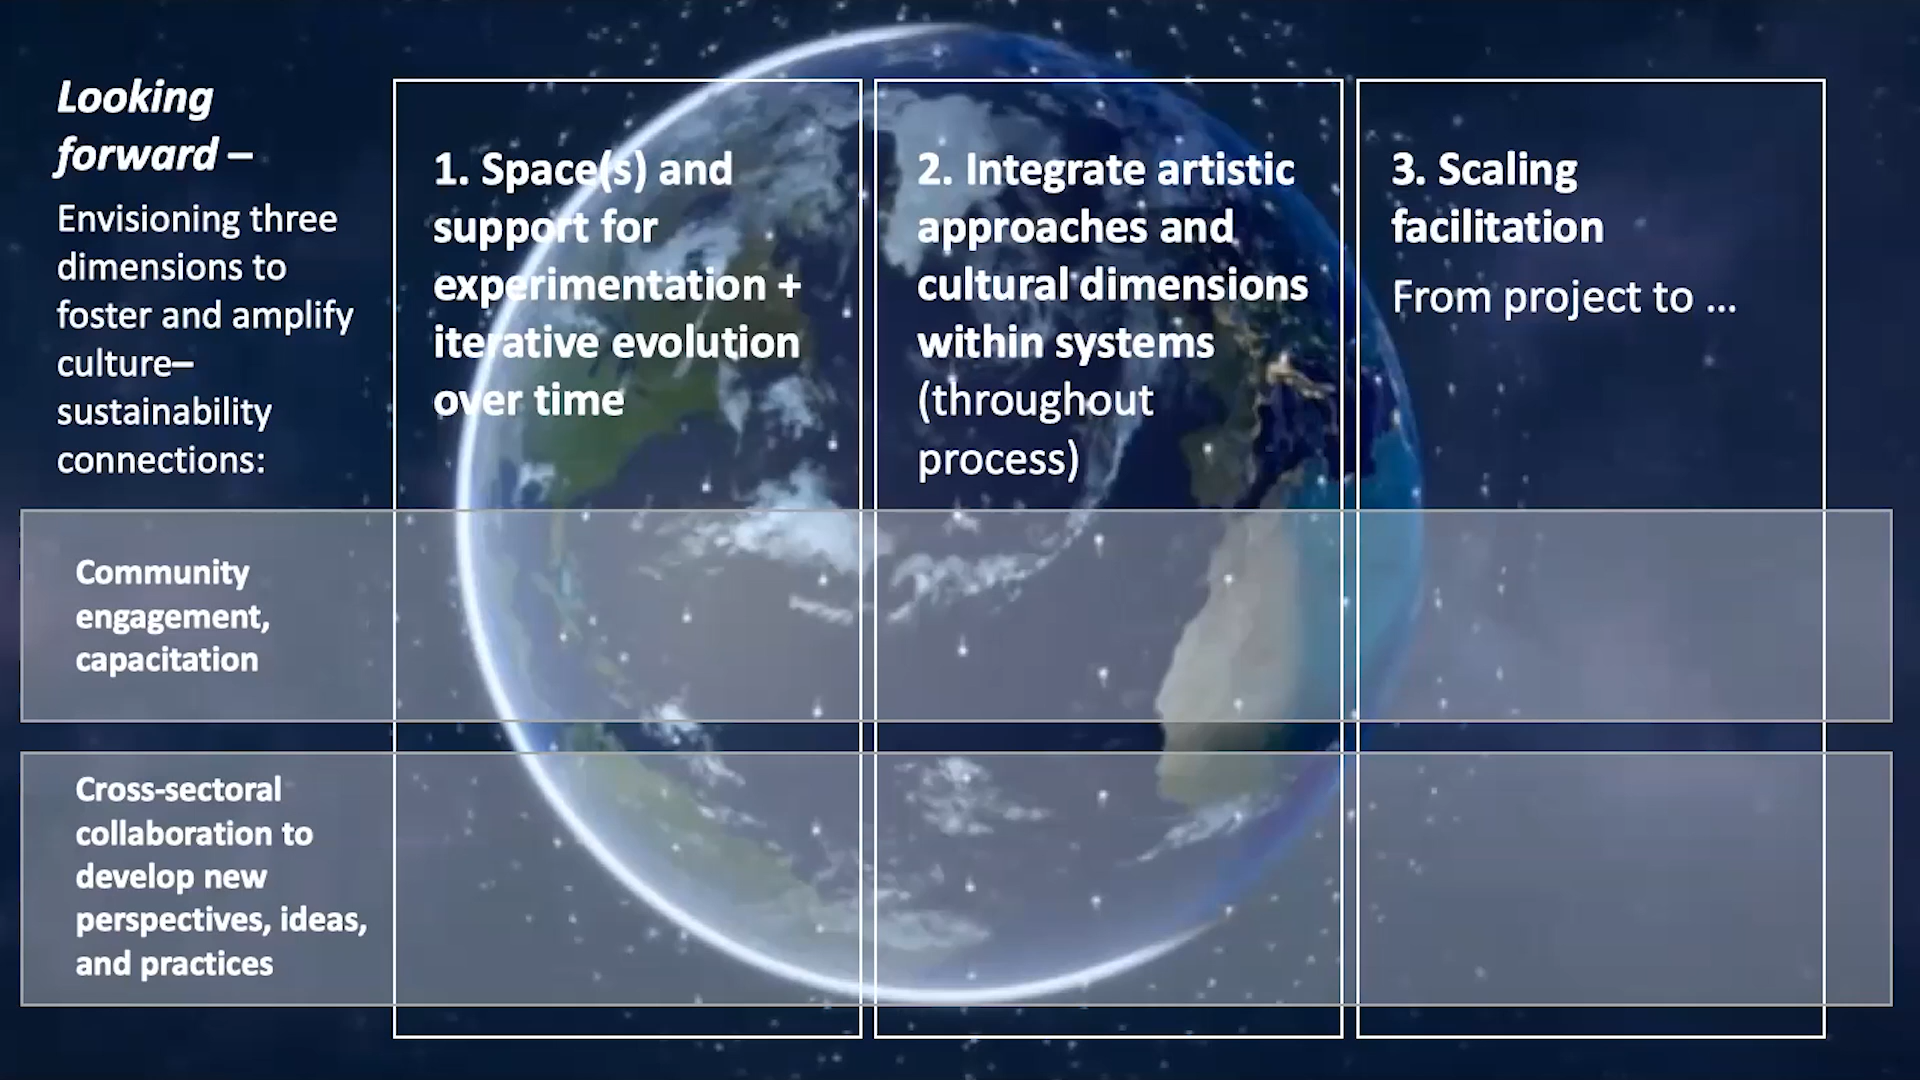 Looking
forward –
Envisioning three
dimensions to
foster and amplify
culture–
sustainability
connections:
1. Space(s) and
support for
experimentation +
iterative evolution
over time
2. Integrate artistic
approaches and
cultural dimensions
within systems
(throughout
process)
3. Scaling
facilitation
From project to ...
Community
engagement,
capacitation
Cross-sectoral
collaboration to
develop new
perspectives, ideas,
and practices